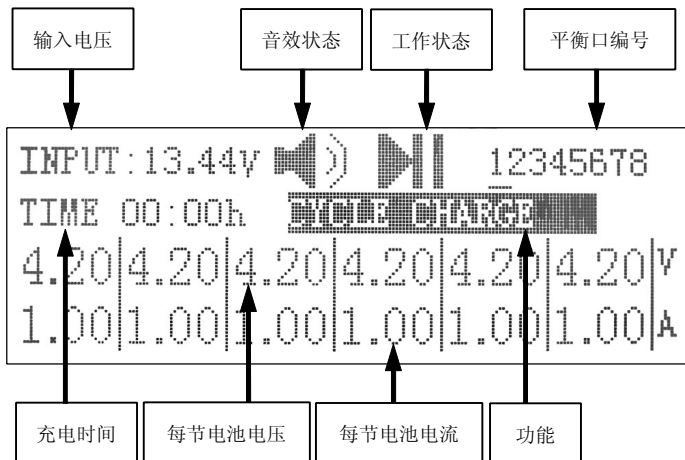 输入电压 音效状态 工作状态 平衡口编号
INPUT:13.44V 12345678
TIME 00:00h CYCLE CHARGE
4.20 4.20 4.20 4.20 4.20 4.20 V
1.00 1.00 1.00 1.00 1.00 1.00 A
充电时间 每节电池电压 每节电池电流 功能